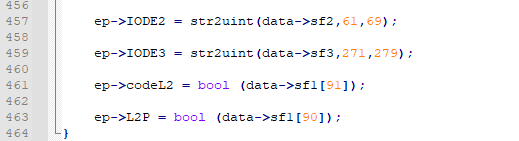 456
457 ep->IODE2 = str2uint(data->sf2,61,69);
458
459 ep->IODE3 = str2uint(data->sf3,271,279);
460
461 ep->codeL2 = bool (data->sf1[91]);
462
463 ep->L2P = bool (data->sf1[90]);
464 }